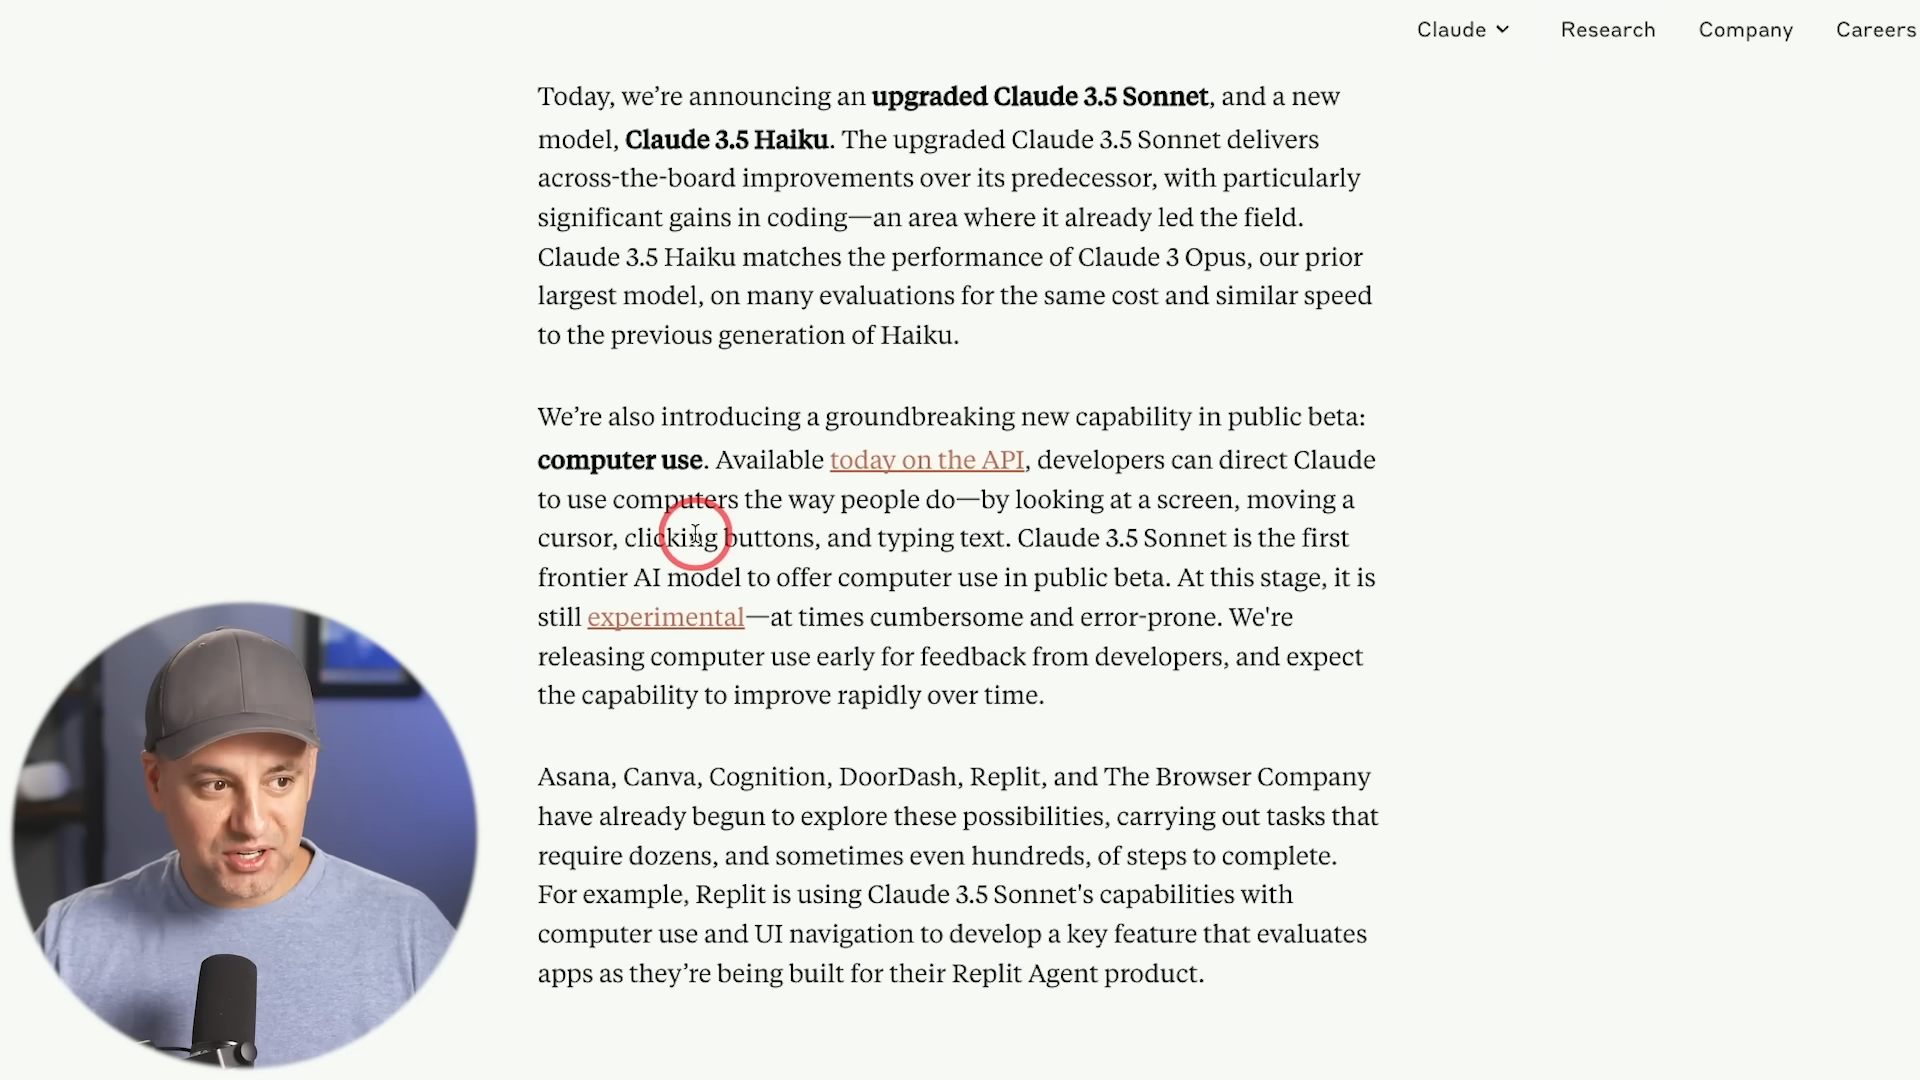 Claude Research Company Careers
Today, we’re announcing an upgraded Claude 3.5 Sonnet, and a new
model, Claude 3.5 Haiku. The upgraded Claude 3.5 Sonnet delivers
across-the-board improvements over its predecessor, with particularly
significant gains in coding—an area where it already led the field.
Claude 3.5 Haiku matches the performance of Claude 3 Opus, our prior
largest model, on many evaluations for the same cost and similar speed
to the previous generation of Haiku.
We’re also introducing a groundbreaking new capability in public beta:
computer use. Available today on the API, developers can direct Claude
to use computers the way people do—by looking at a screen, moving a
cursor, clicking buttons, and typing text. Claude 3.5 Sonnet is the first
frontier AI model to offer computer use in public beta. At this stage, it is
still experimental—at times cumbersome and error-prone. We're
releasing computer use early for feedback from developers, and expect
the capability to improve rapidly over time.
Asana, Canva, Cognition, DoorDash, Replit, and The Browser Company
have already begun to explore these possibilities, carrying out tasks that
require dozens, and sometimes even hundreds, of steps to complete.
For example, Replit is using Claude 3.5 Sonnet's capabilities with
computer use and UI navigation to develop a key feature that evaluates
apps as they’re being built for their Replit Agent product.